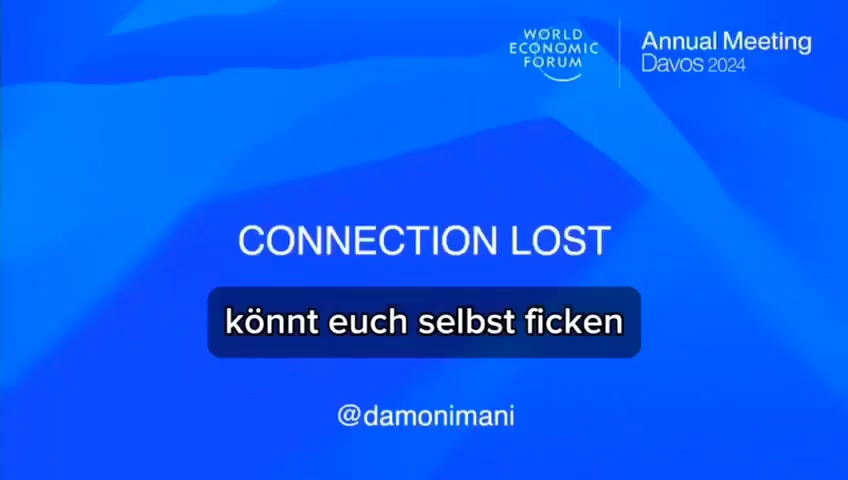 WORLD
ECONOMIC
FORUM
Annual Meeting
Davos 2024
CONNECTION LOST
könnt euch selbst ficken
@damonimani